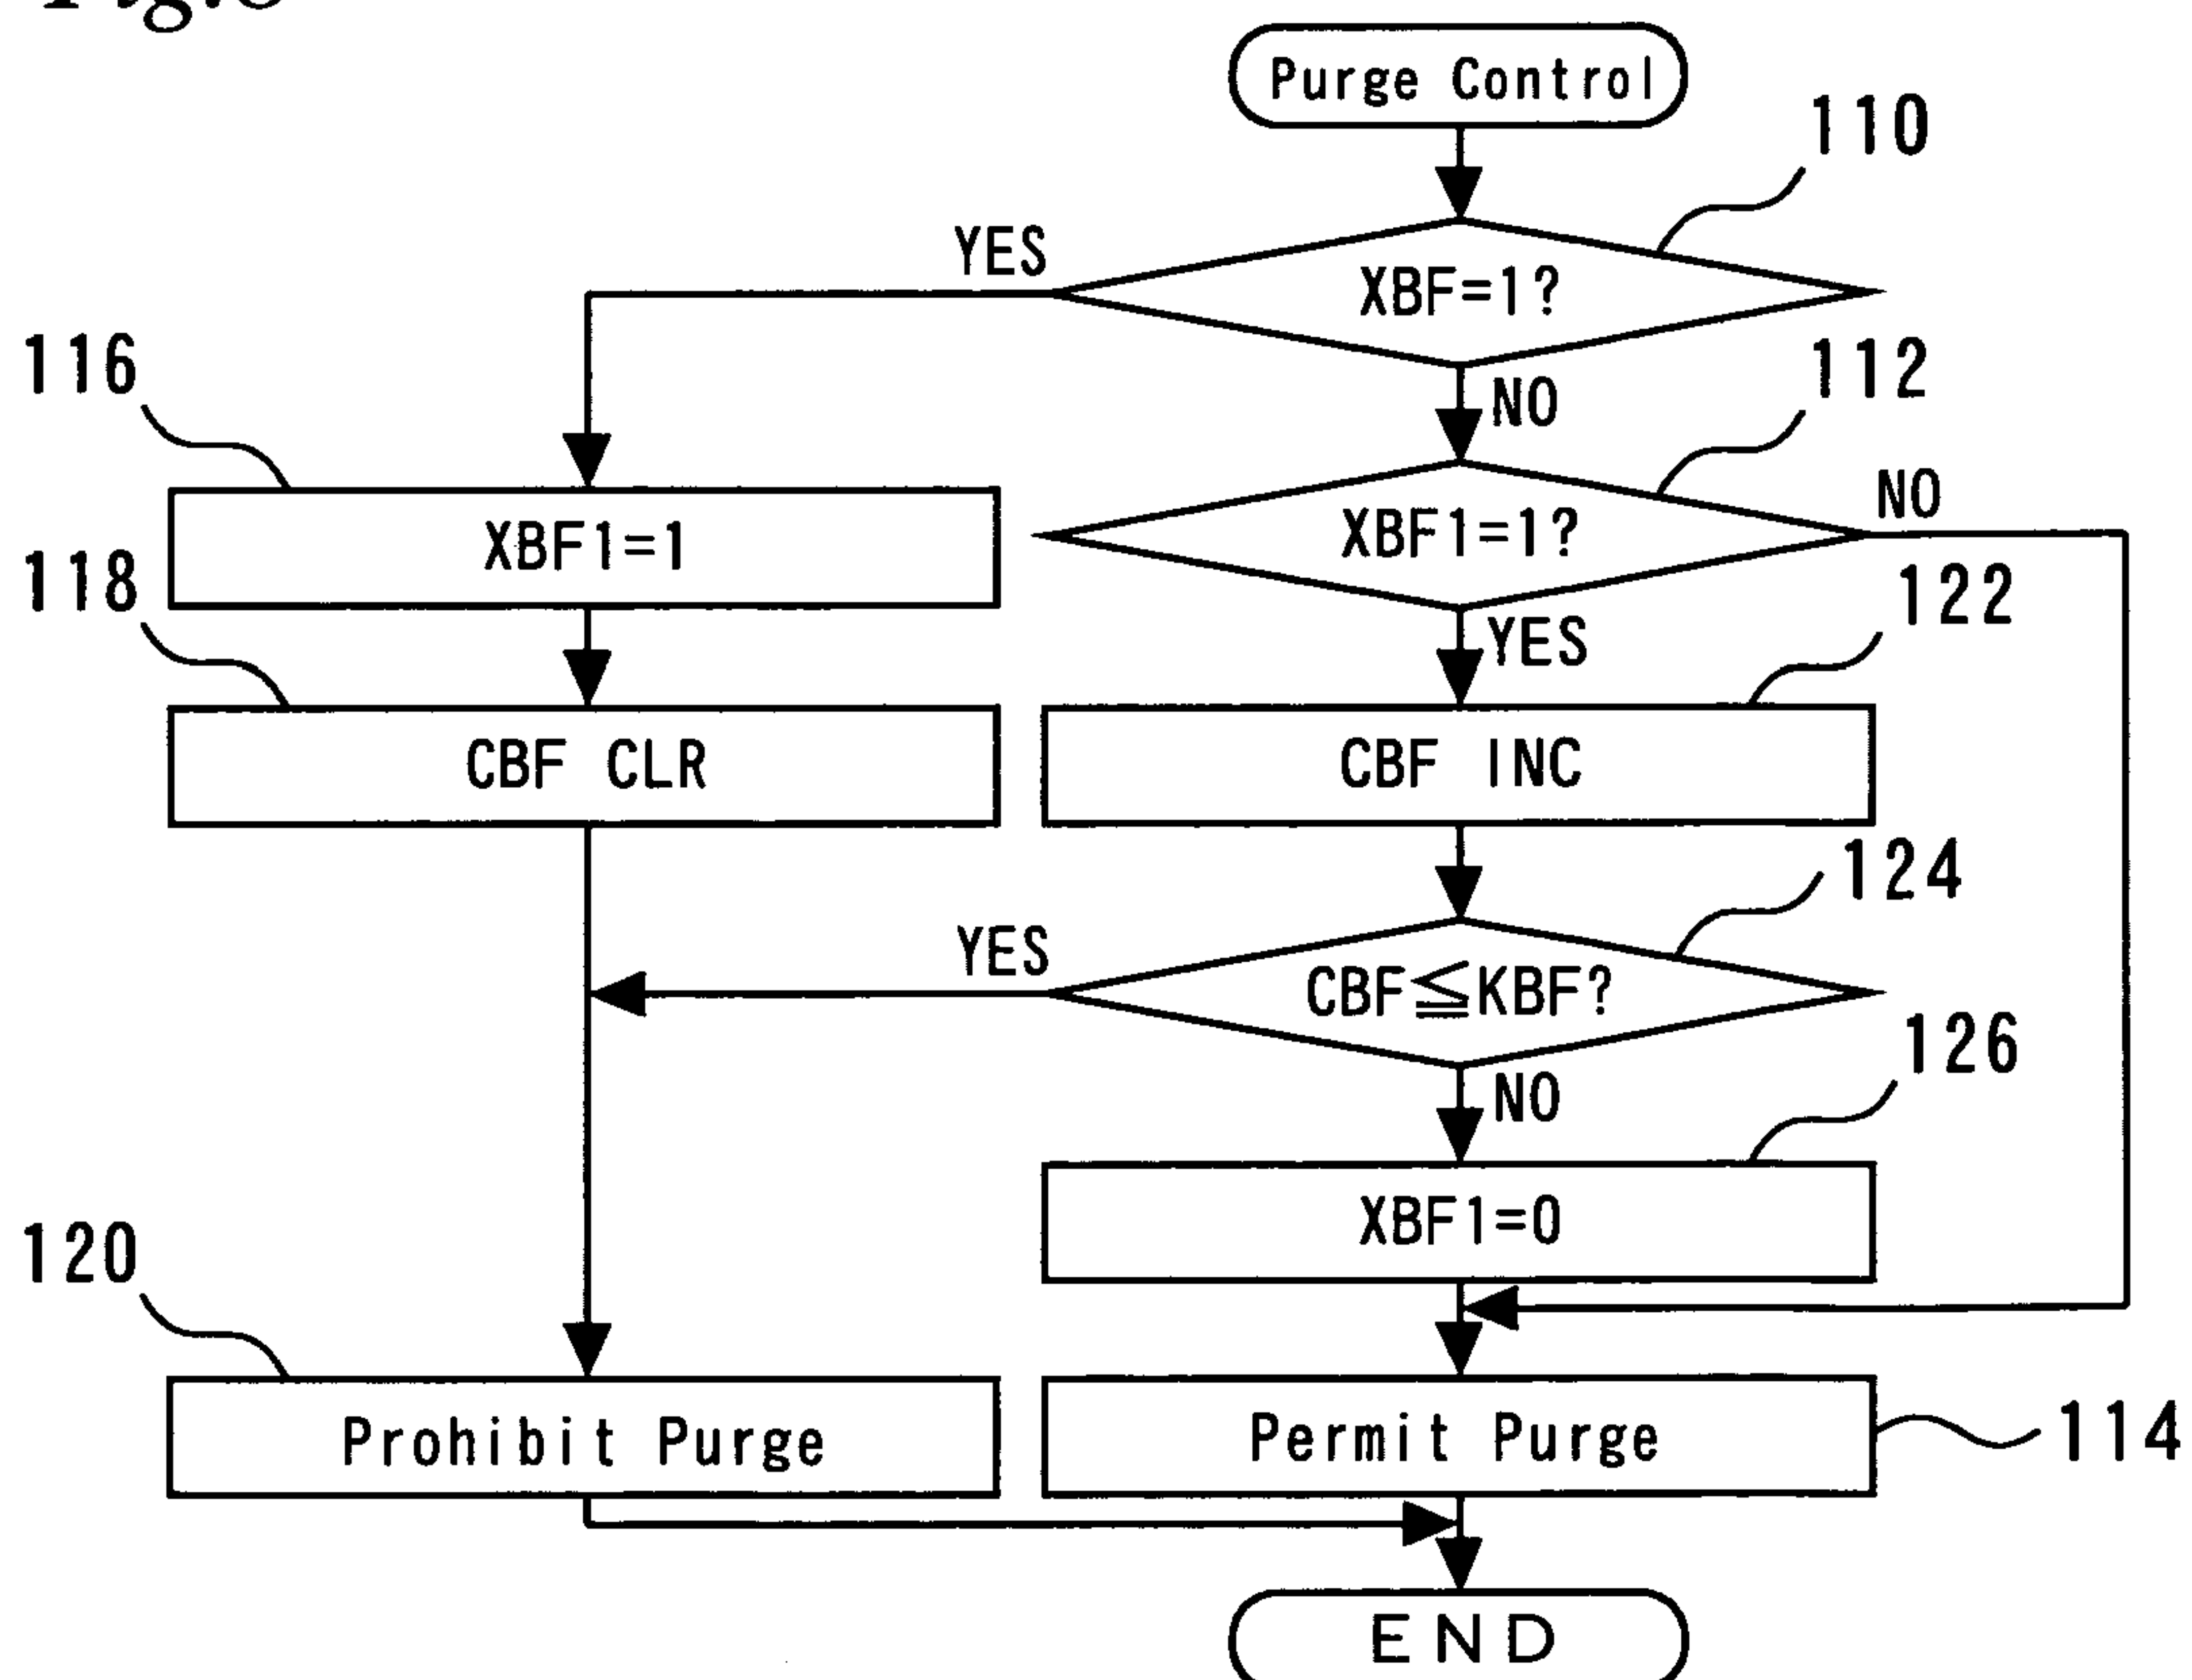 Purge Control
110
YES
XBF=1?
116
NO
112
XBF1=1
XBF1=1?
NO
118
YES
122
CBF CLR
CBF INC
124
YES
CBF≦KBF?
126
NO
XBF1=0
120
Prohibit Purge
Permit Purge
114
END